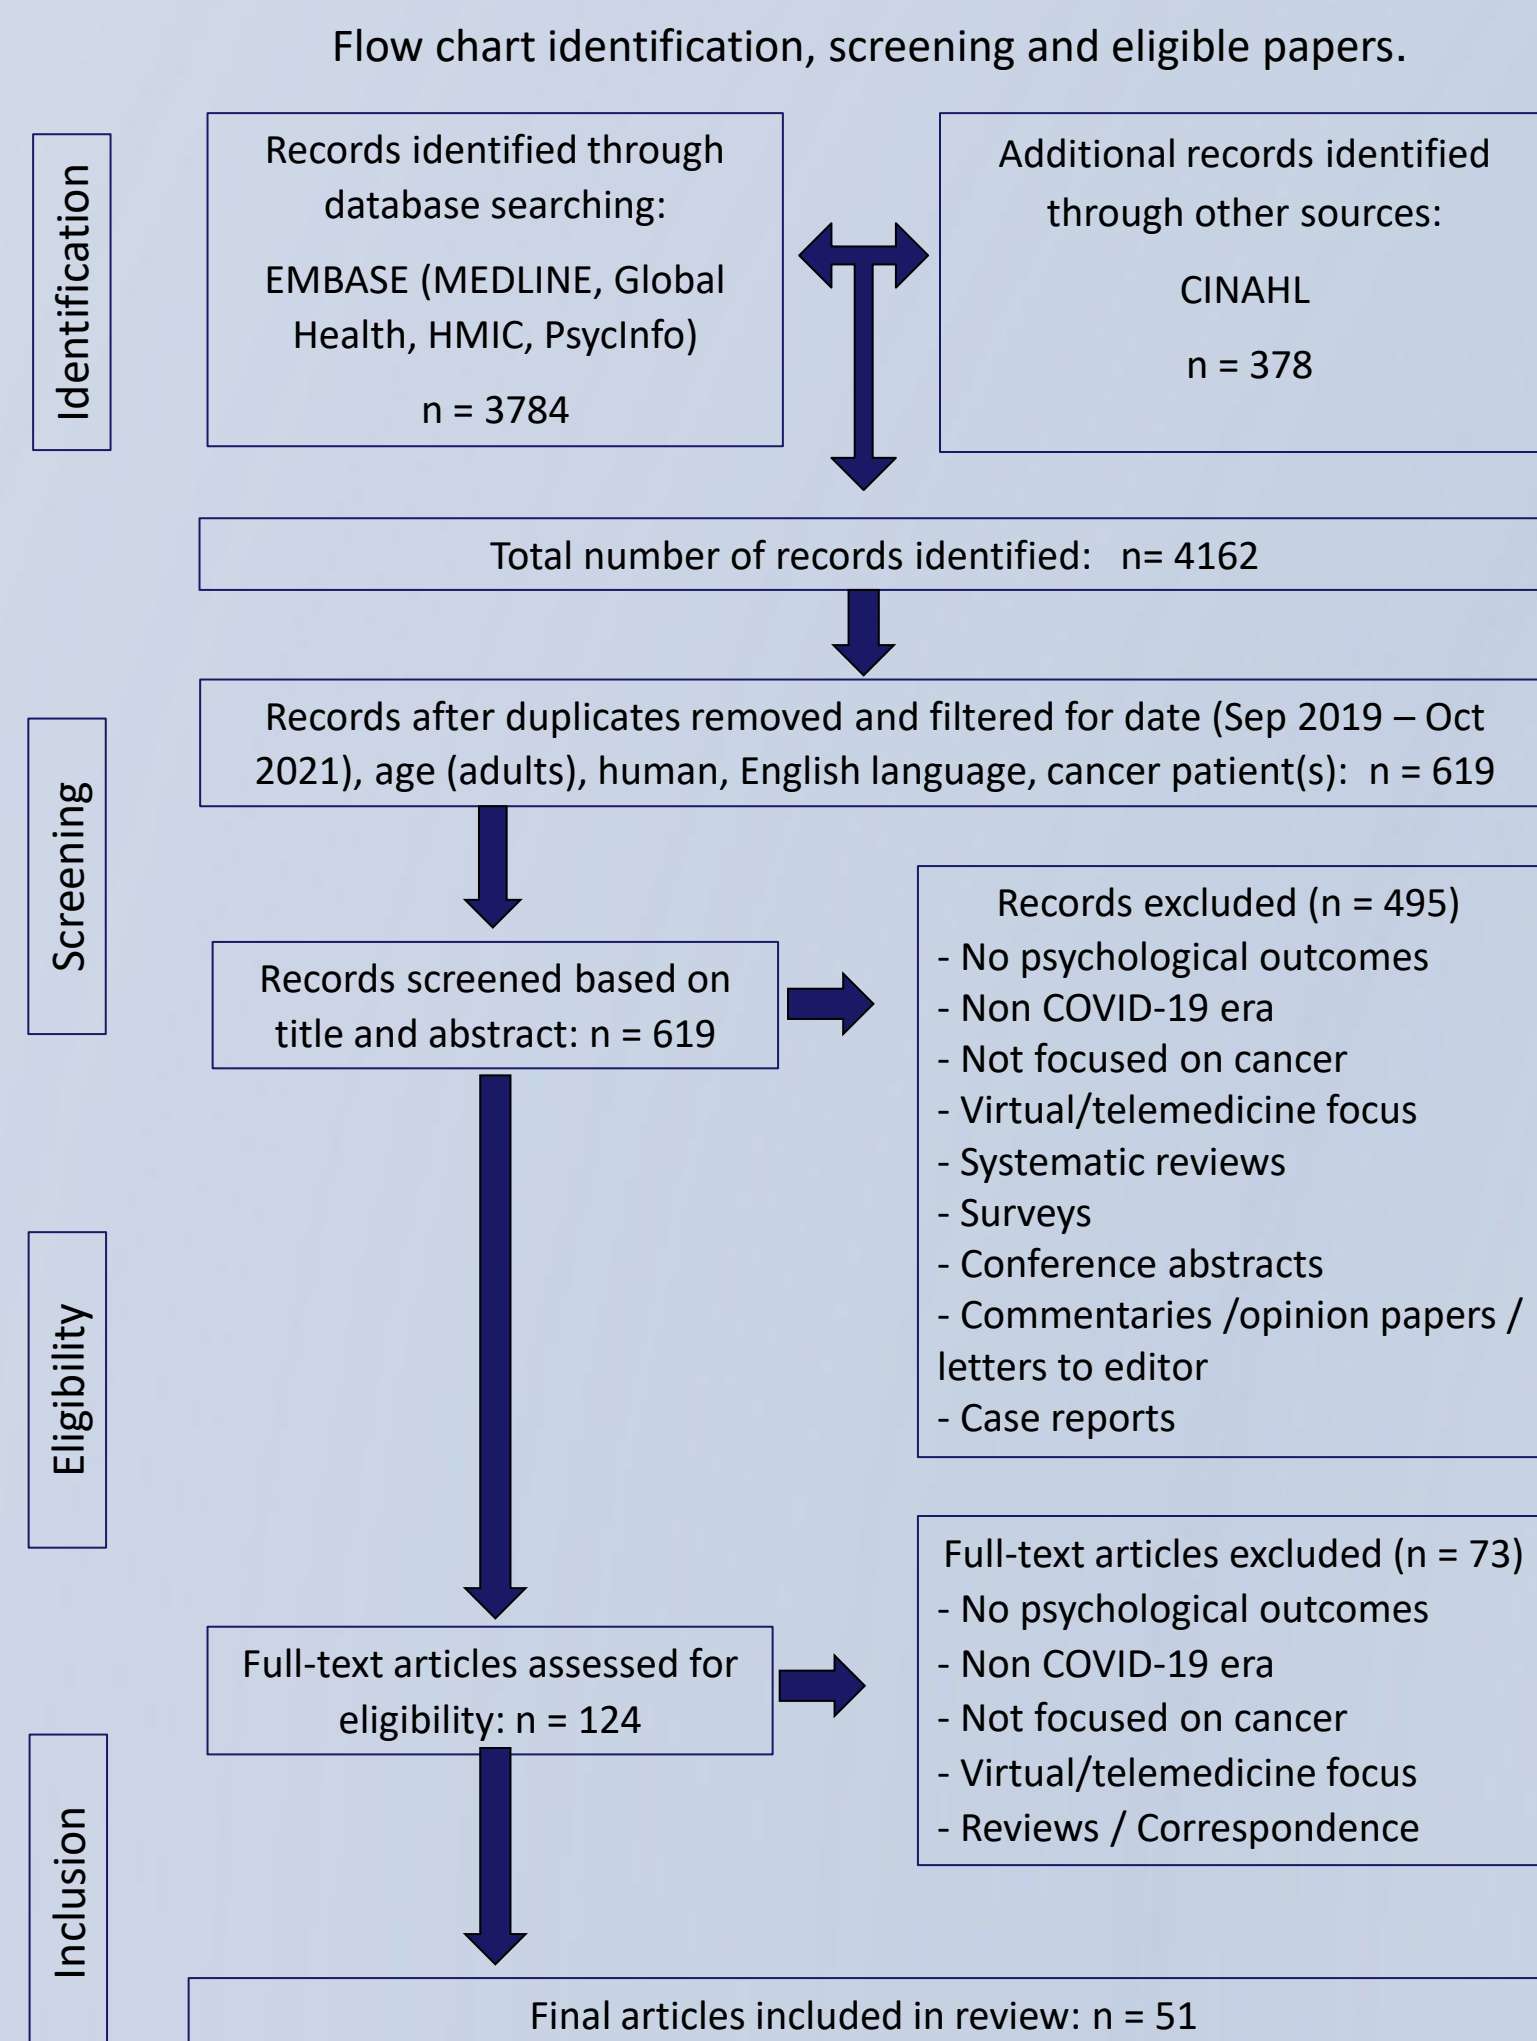 Flow chart identification, screening and eligible papers.
Identification
Records identified through
database searching:
EMBASE (MEDLINE, Global
Health, HMIC, PsycInfo)
n = 3784
Additional records identified
through other sources:
CINAHL
n = 378
Total number of records identified: n= 4162
Screening
Records after duplicates removed and filtered for date (Sep 2019 – Oct
2021), age (adults), human, English language, cancer patient(s): n = 619
Records screened based on
title and abstract: n = 619
Records excluded (n = 495)
- No psychological outcomes
- Non COVID-19 era
- Not focused on cancer
- Virtual/telemedicine focus
- Systematic reviews
- Surveys
- Conference abstracts
- Commentaries /opinion papers /
letters to editor
- Case reports
Eligibility
Full-text articles assessed for
eligibility: n = 124
Full-text articles excluded (n = 73)
- No psychological outcomes
- Non COVID-19 era
- Not focused on cancer
- Virtual/telemedicine focus
- Reviews / Correspondence
Inclusion
Final articles included in review: n = 51